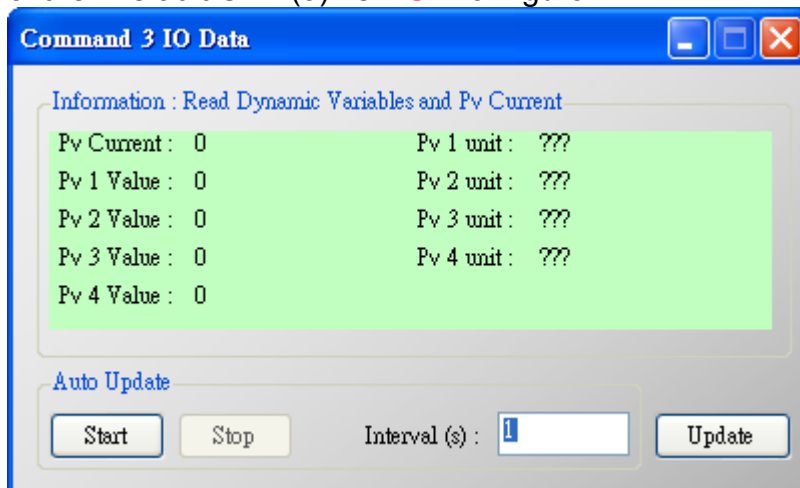 Command 3 IO Data
Information : Read Dynamic Variables and Pv Current
Pv Current : 0 Pv 1 unit : ???
Pv 1 Value : 0 Pv 2 unit : ???
Pv 2 Value : 0 Pv 3 unit : ???
Pv 3 Value : 0 Pv 4 unit : ???
Pv 4 Value : 0
Auto Update
Start Stop Interval (s) : 1 Update